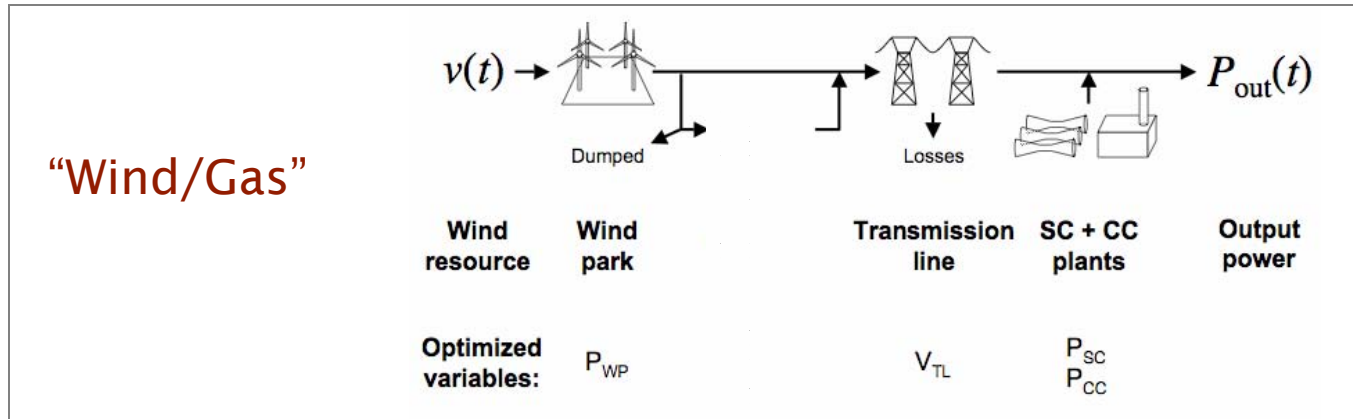 “Wind/Gas”
v(t)
P_out(t)
Dumped
Losses
Wind resource
Wind park
Transmission line
SC + CC plants
Output power
Optimized variables:
P_WP
V_TL
P_SC
P_CC